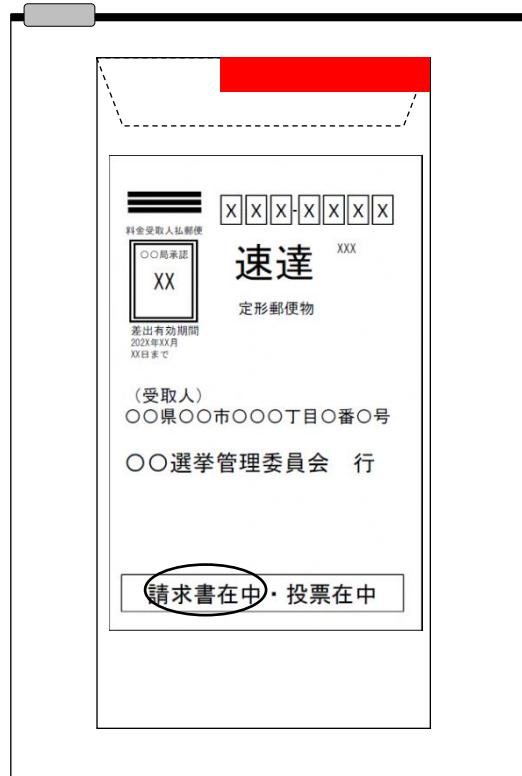 XXX-XXXX
料金受取人払郵便
○○局承認
XX
速達
XXX
定形郵便物
差出有効期間
202X年XX月
XX日まで
（受取人）
○○県○○市○○○丁目○番○号
○○選挙管理委員会　行
請求書在中・投票在中